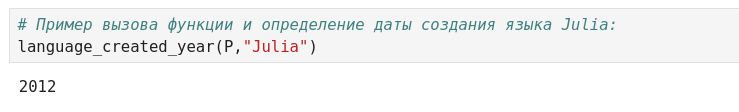 # Пример вызова функции и определение даты создания языка Julia:
language_created_year(P,"Julia")
2012